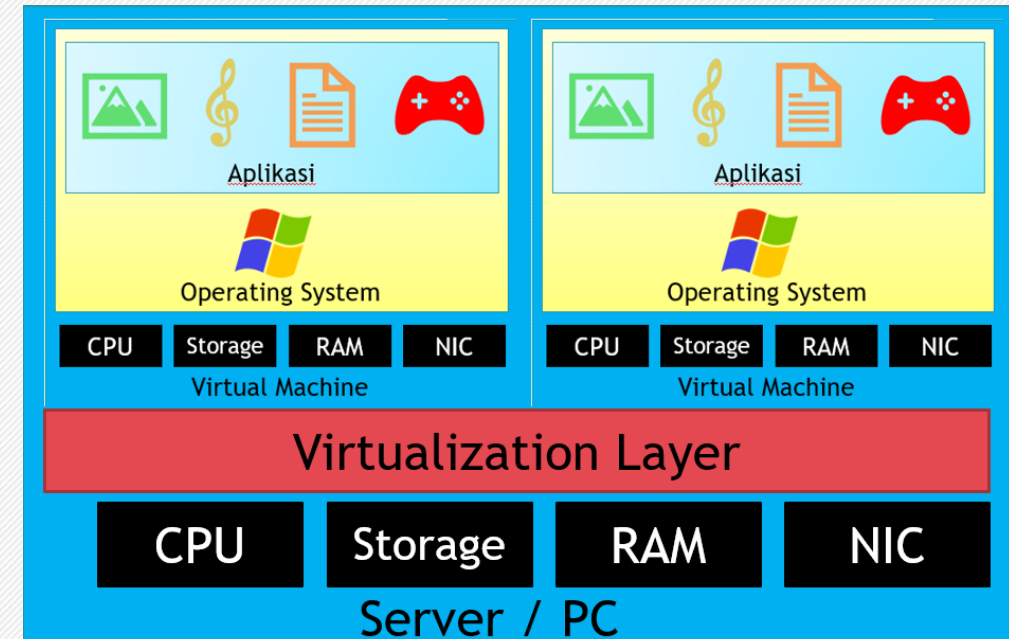 Aplikasi
Aplikasi
Operating System
Operating System
CPU Storage RAM NIC
CPU Storage RAM NIC
Virtual Machine
Virtual Machine
Virtualization Layer
CPU Storage RAM NIC
Server / PC